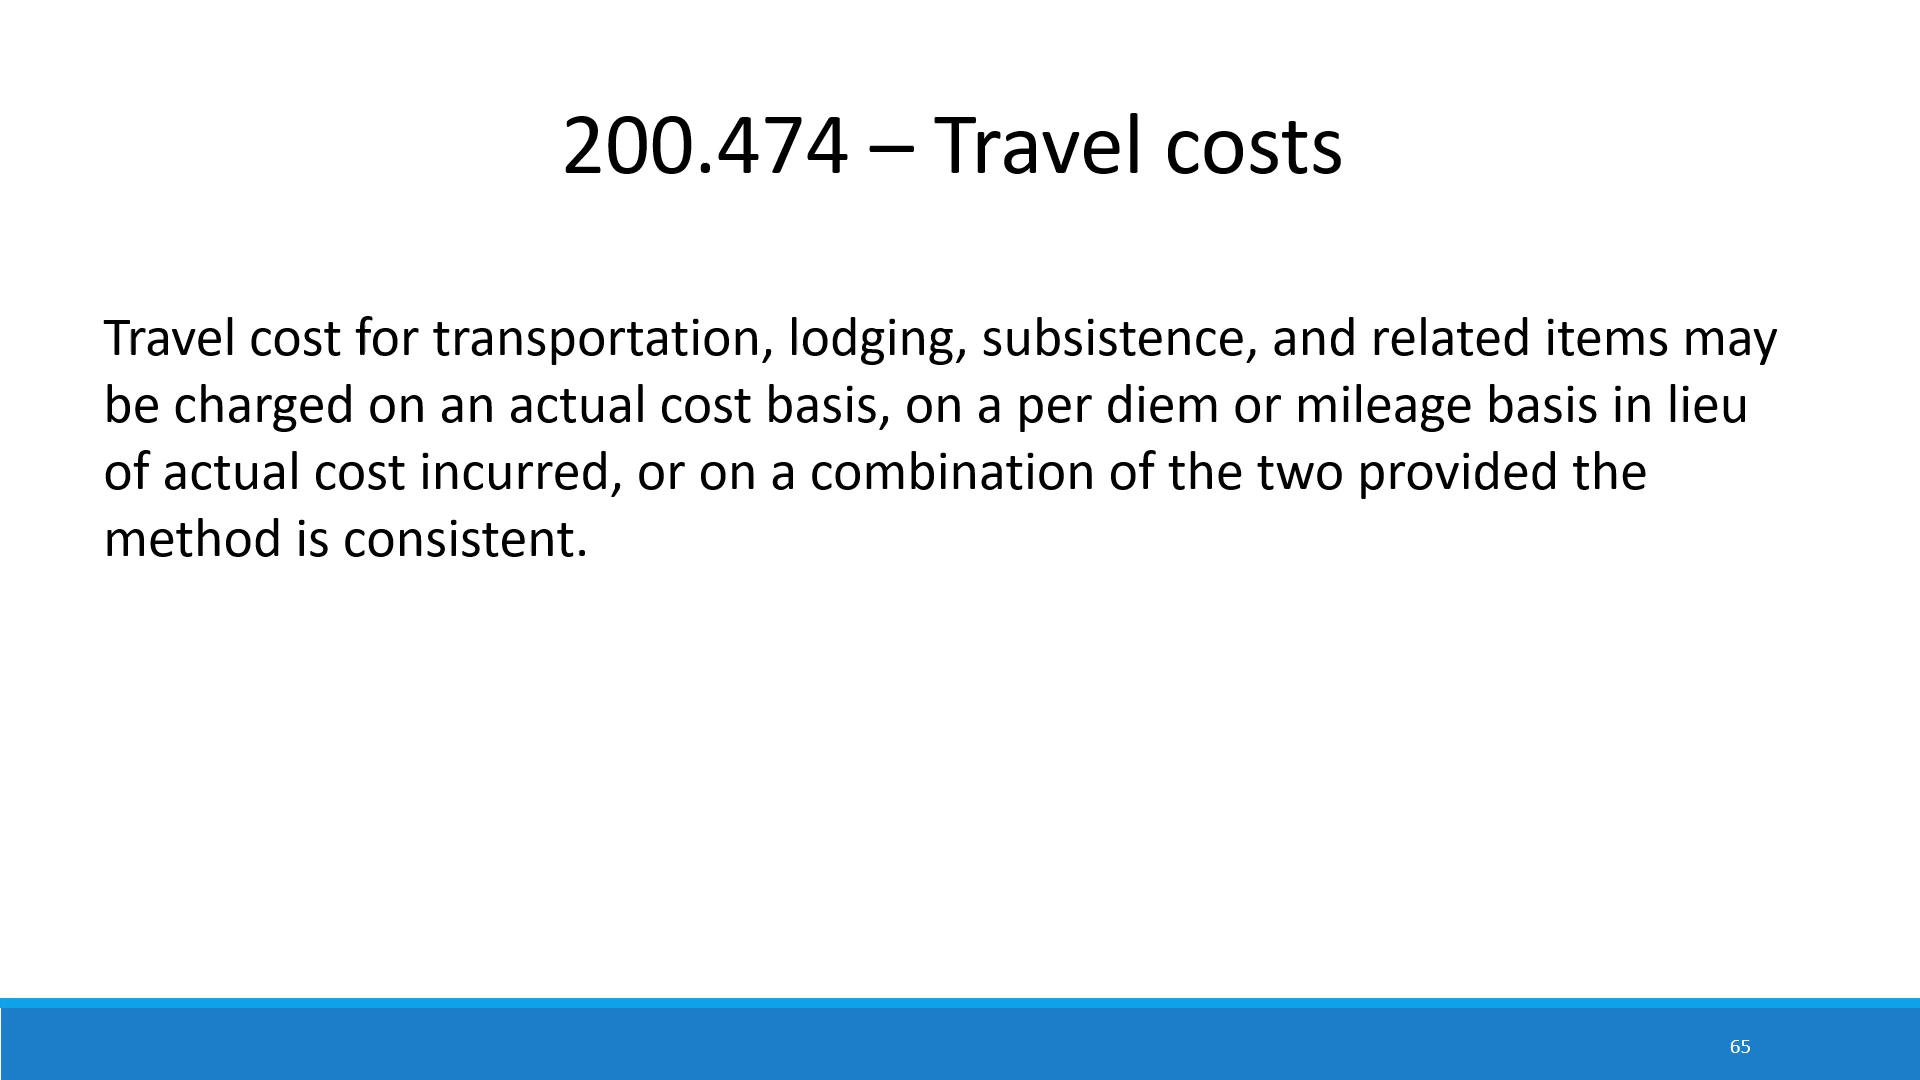 200.474 – Travel costs
Travel cost for transportation, lodging, subsistence, and related items may
be charged on an actual cost basis, on a per diem or mileage basis in lieu
of actual cost incurred, or on a combination of the two provided the
method is consistent.
65